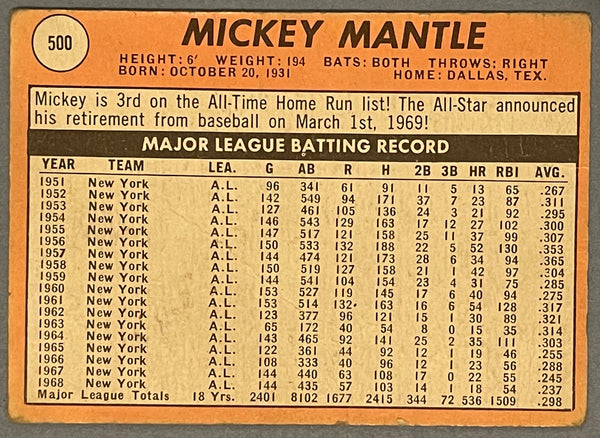 500
MICKEY MANTLE
HEIGHT: 6' WEIGHT: 194 BATS: BOTH THROWS: RIGHT
BORN: OCTOBER 20, 1931 HOME: DALLAS, TEX.
Mickey is 3rd on the All-Time Home Run list! The All-Star announced
his retirement from baseball on March 1st, 1969!
MAJOR LEAGUE BATTING RECORD
YEAR TEAM LEA. G AB R H 2B 3B HR RBI AVG.
1951 New York A.L. 96 341 61 91 11 5 13 65 .267
1952 New York A.L. 142 549 94 171 37 7 23 87 .311
1953 New York A.L. 127 461 105 136 24 3 21 92 .295
1954 New York A.L. 146 543 129 163 17 12 27 102 .300
1955 New York A.L. 147 517 121 158 25 11 37 99 .307
1956 New York A.L. 150 533 132 188 22 5 52 130 .353
1957 New York A.L. 144 474 121 173 28 6 34 94 .365
1958 New York A.L. 150 519 127 158 21 1 42 97 .304
1959 New York A.L. 144 541 104 154 23 4 31 75 .285
1960 New York A.L. 153 527 119 145 17 6 40 94 .275
1961 New York A.L. 153 514 132 163 16 6 54 128 .317
1962 New York A.L. 123 377 96 121 15 1 30 89 .321
1963 New York A.L. 65 172 40 54 8 0 15 35 .314
1964 New York A.L. 143 465 92 141 25 2 35 111 .303
1965 New York A.L. 122 361 44 92 12 1 19 46 .255
1966 New York A.L. 108 333 40 96 12 1 23 56 .288
1967 New York A.L. 144 440 63 108 17 0 22 55 .245
1968 New York A.L. 144 435 57 103 14 1 18 54 .237
Major League Totals 18 Yrs. 2401 8102 1677 2415 344 72 536 1509 .298